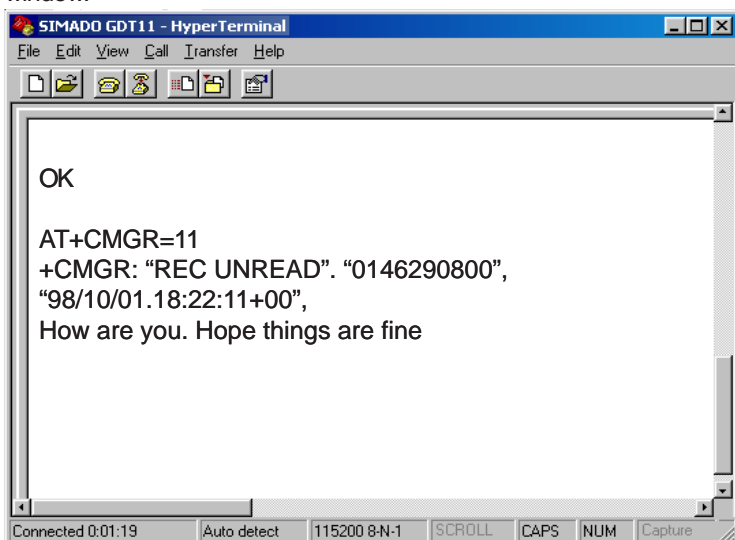 SIMADO GDT11 - HyperTerminal
File Edit View Call Transfer Help
OK
AT+CMGR=11
+CMGR: “REC UNREAD”. “0146290800”,
“98/10/01.18:22:11+00”,
How are you. Hope things are fine
Connected 0:01:19 Auto detect 115200 8-N-1 SCROLL CAPS NUM Capture